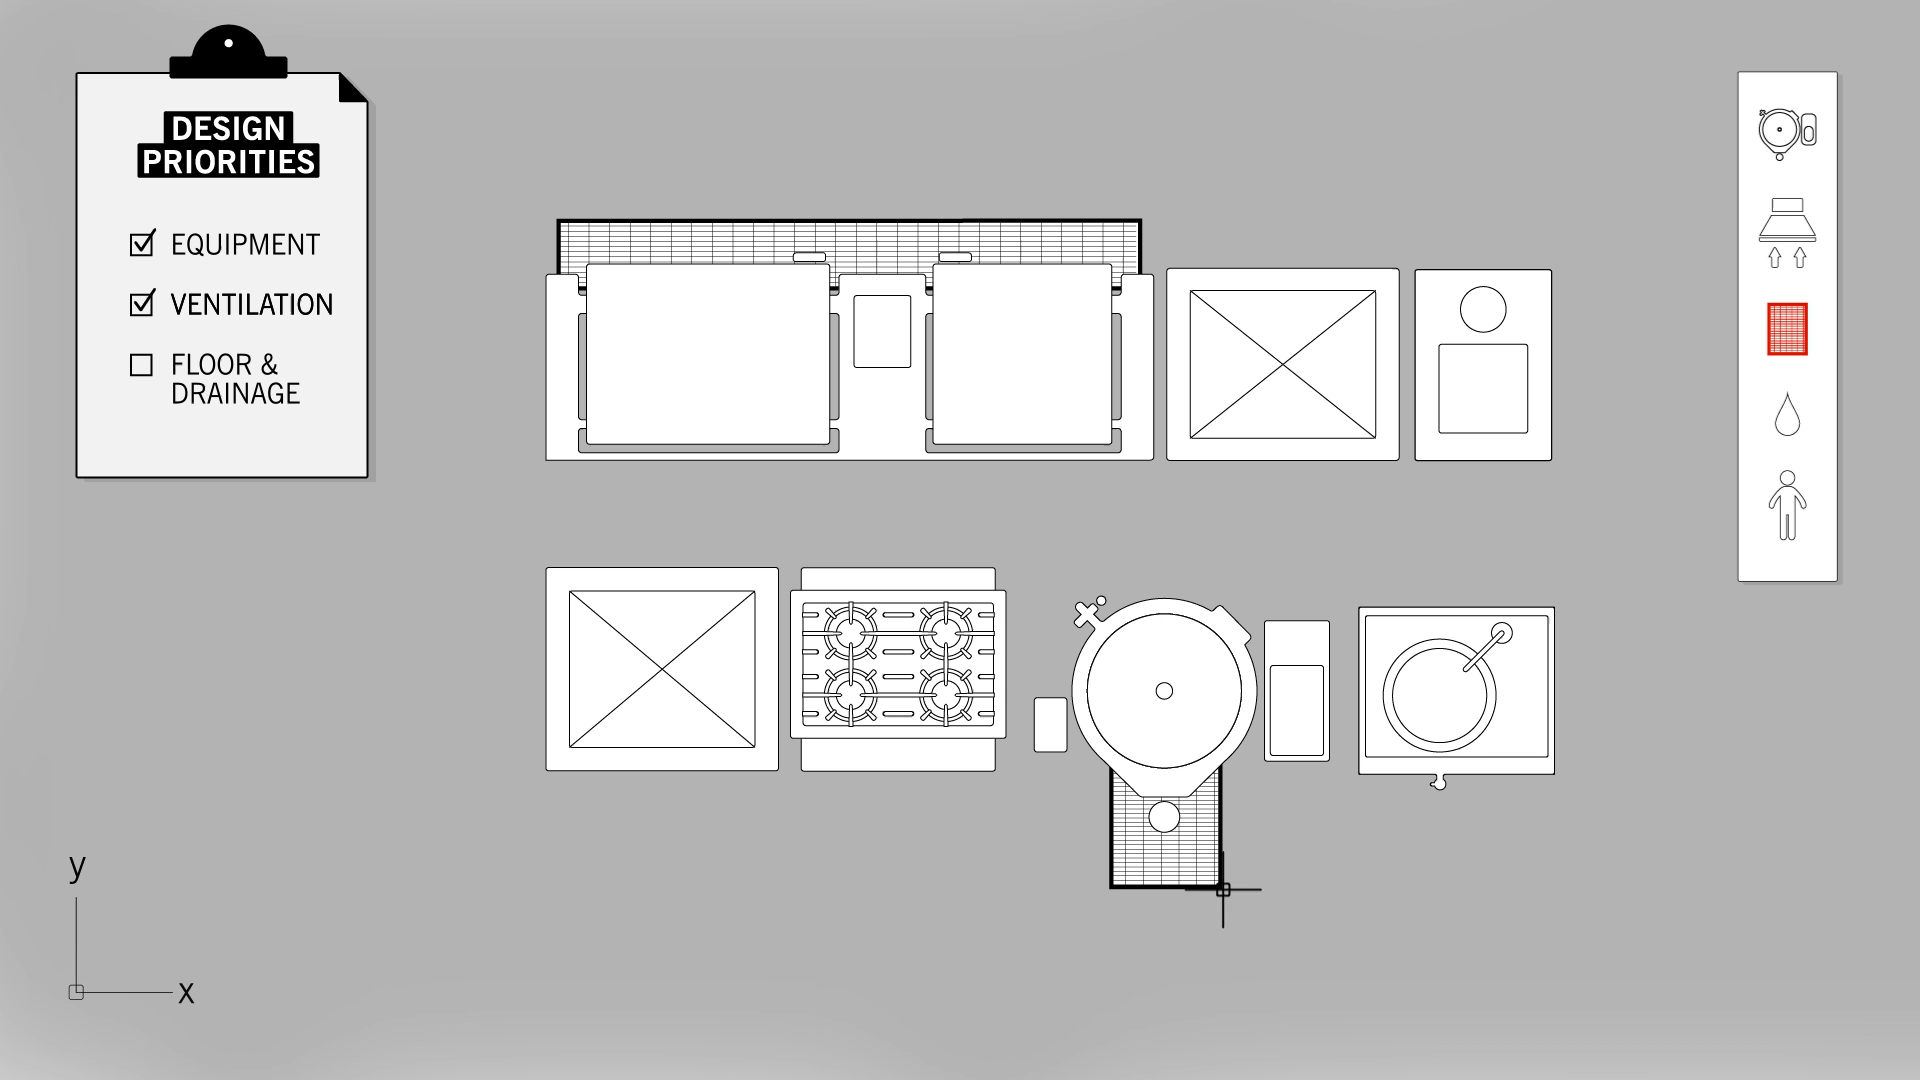 DESIGN
PRIORITIES
EQUIPMENT
VENTILATION
FLOOR &
DRAINAGE
y
x